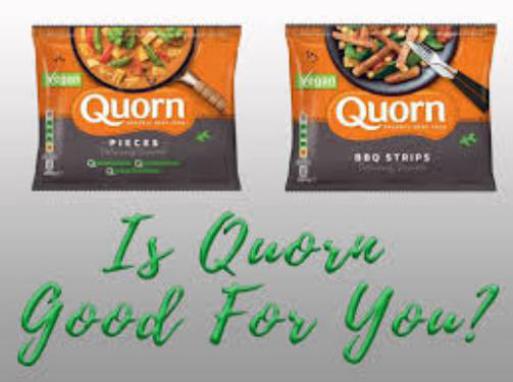 Vegan
Quorn
PIECES
Vegan
Quorn
BBQ STRIPS
Is Quorn
Good For You?